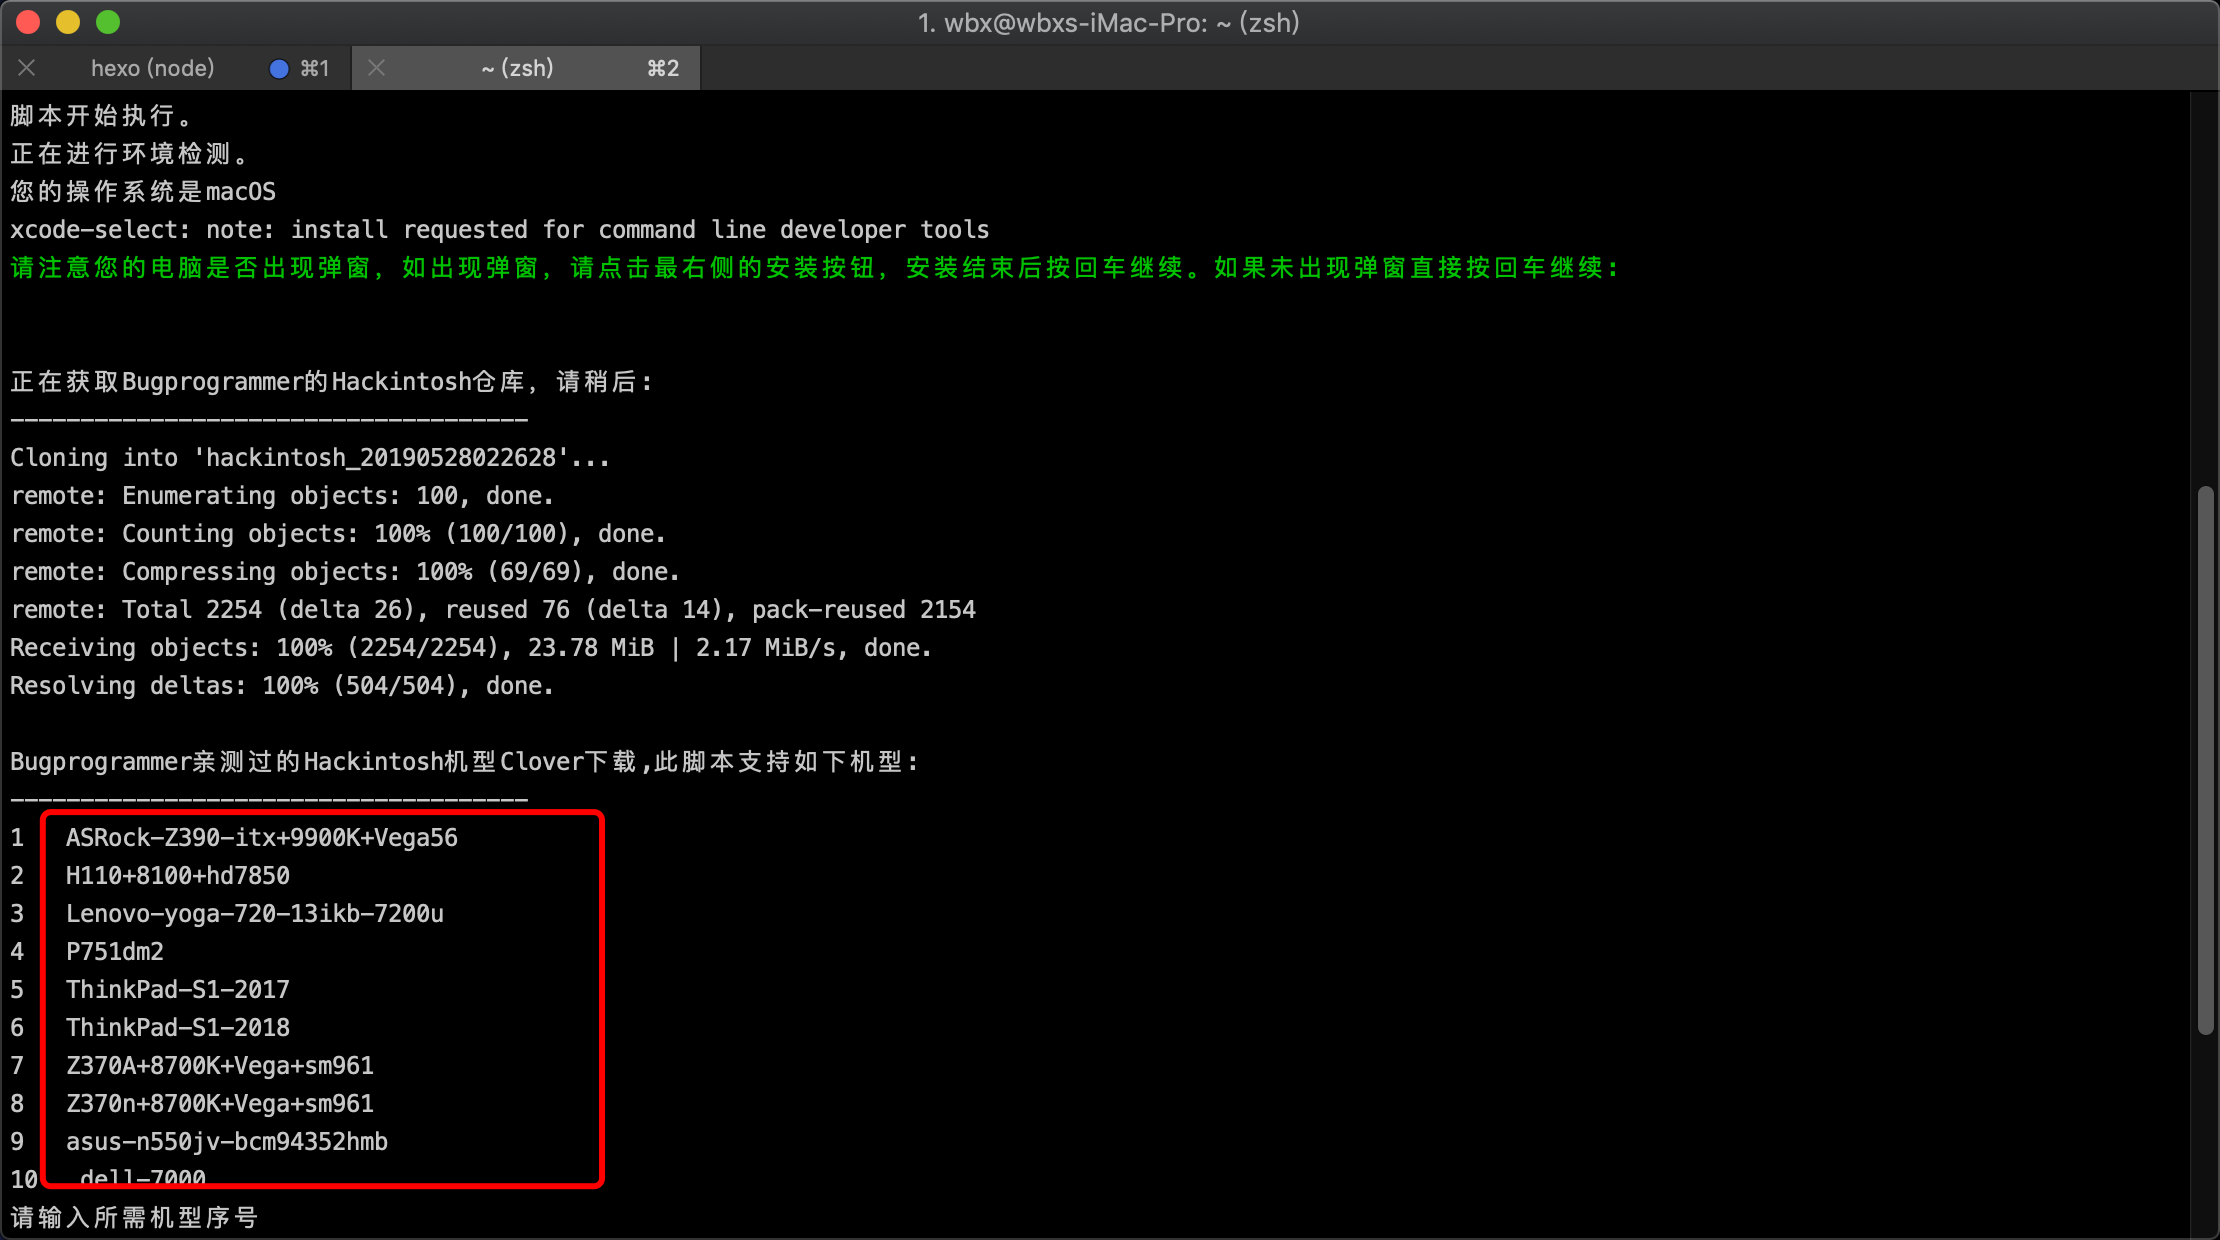 1. wbx@wbxs-iMac-Pro: ~ (zsh)
hexo (node) ⌘1 ~ (zsh) ⌘2
脚本开始执行。
正在进行环境检测。
您的操作系统是macOS
xcode-select: note: install requested for command line developer tools
请注意您的电脑是否出现弹窗，如出现弹窗，请点击最右侧的安装按钮，安装结束后按回车继续。如果未出现弹窗直接按回车继续：
正在获取Bugprogrammer的Hackintosh仓库，请稍后：
-------------------------------------
Cloning into 'hackintosh_20190528022628'...
remote: Enumerating objects: 100, done.
remote: Counting objects: 100% (100/100), done.
remote: Compressing objects: 100% (69/69), done.
remote: Total 2254 (delta 26), reused 76 (delta 14), pack-reused 2154
Receiving objects: 100% (2254/2254), 23.78 MiB | 2.17 MiB/s, done.
Resolving deltas: 100% (504/504), done.
Bugprogrammer亲测过的Hackintosh机型Clover下载,此脚本支持如下机型：
-------------------------------------
1 ASRock-Z390-itx+9900K+Vega56
2 H110+8100+hd7850
3 Lenovo-yoga-720-13ikb-7200u
4 P751dm2
5 ThinkPad-S1-2017
6 ThinkPad-S1-2018
7 Z370A+8700K+Vega+sm961
8 Z370n+8700K+Vega+sm961
9 asus-n550jv-bcm94352hmb
10 dell-7000
请输入所需机型序号